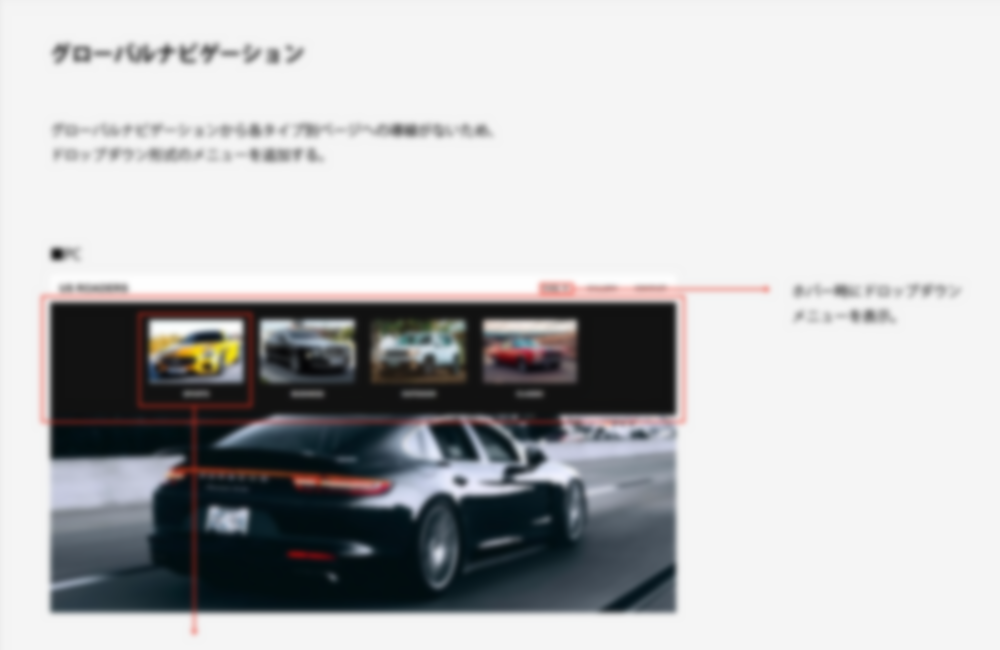 グローバルナビゲーション
グローバルナビゲーションから各タイプ別ページへの導線がないため、
ドロップダウン形式のメニューを追加する。
■PC
US ROADERS
ホバー時にドロップダウン
メニューを表示。